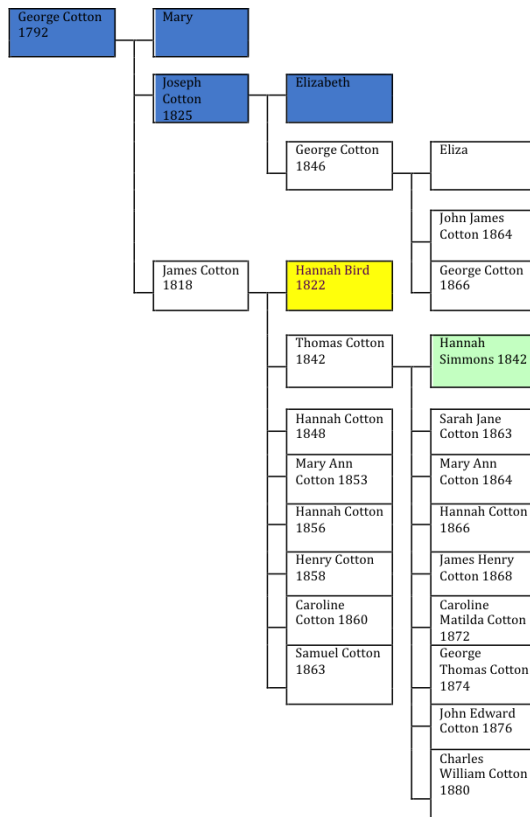 George Cotton
1792
Mary
Joseph
Cotton
1825
Elizabeth
George Cotton
1846
Eliza
John James
Cotton 1864
George Cotton
1866
James Cotton
1818
Hannah Bird
1822
Thomas Cotton
1842
Hannah
Simmons 1842
Hannah Cotton
1848
Mary Ann
Cotton 1853
Hannah Cotton
1856
Henry Cotton
1858
Caroline
Cotton 1860
Samuel Cotton
1863
Sarah Jane
Cotton 1863
Mary Ann
Cotton 1864
Hannah Cotton
1866
James Henry
Cotton 1868
Caroline
Matilda Cotton
1872
George
Thomas Cotton
1874
John Edward
Cotton 1876
Charles
William Cotton
1880